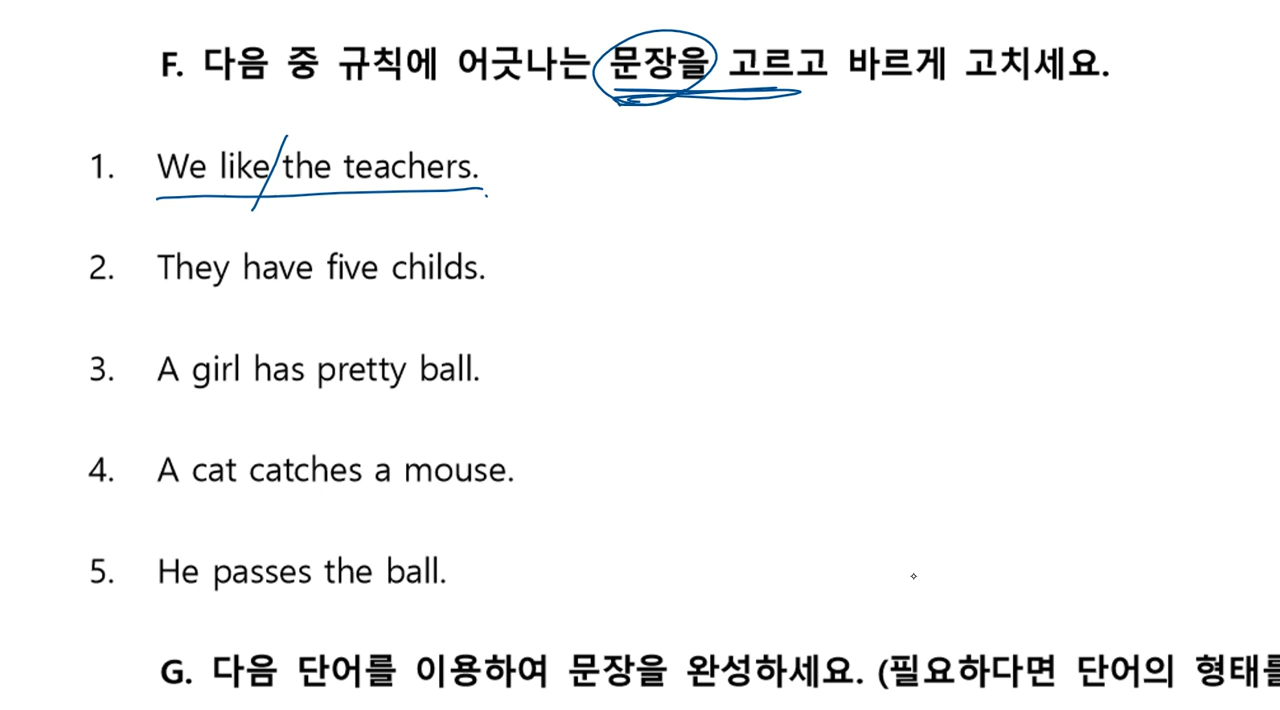 F. 다음 중 규칙에 어긋나는 문장을 고르고 바르게 고치세요.
1. We like the teachers.
2. They have five childs.
3. A girl has pretty ball.
4. A cat catches a mouse.
5. He passes the ball.
G. 다음 단어를 이용하여 문장을 완성하세요. (필요하다면 단어의 형태를